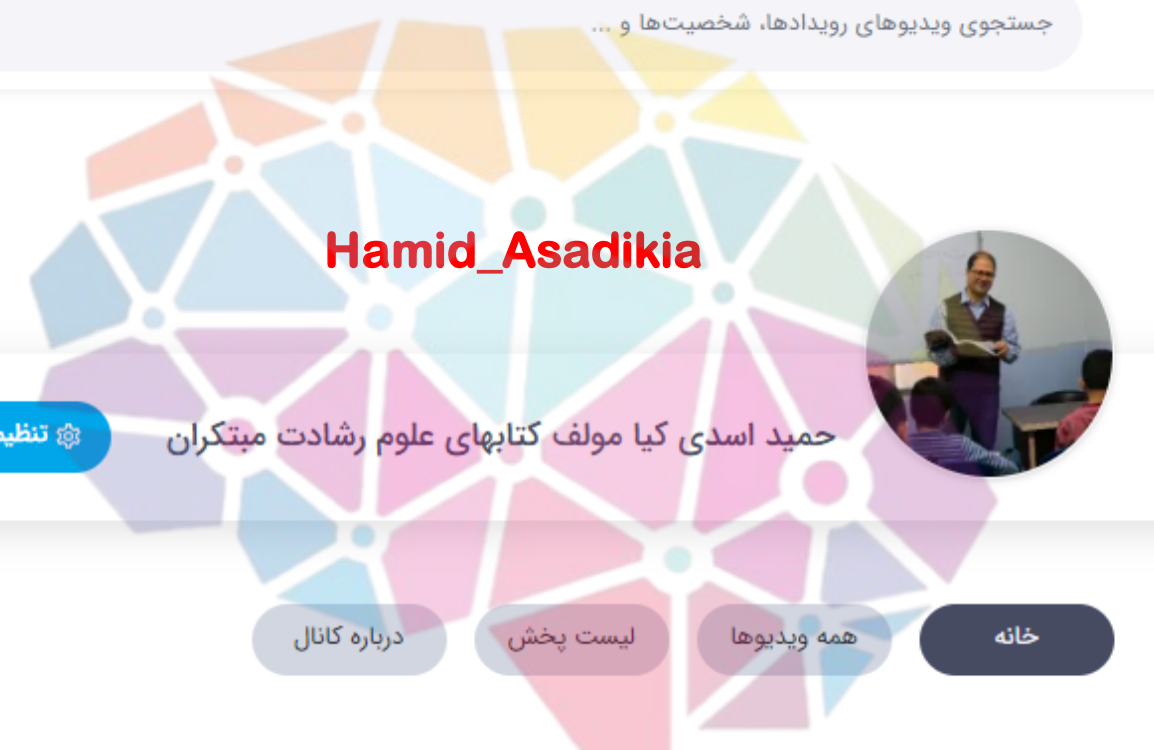 جستجوی ویدیوهای رویدادها، شخصیت‌ها و ...
Hamid_Asadikia
حمید اسدی کیا مولف کتابهای علوم رشادت مبتکران
خانه
همه ویدیوها
لیست پخش
درباره کانال